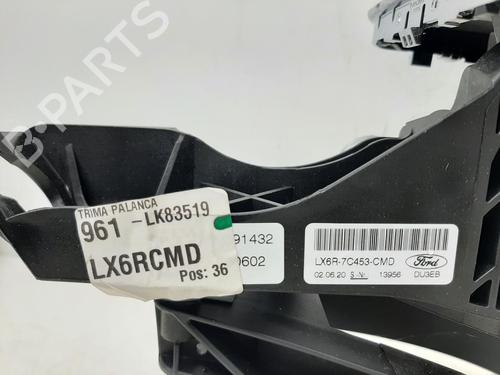 TRIMA PALANCA
961 -LK83519
LX6RCMD
Pos: 36
91432
0602
LX6R-7C453-CMD
Ford
02.06.20 S.-Nr. 13956 DU3EB
B-PARTS